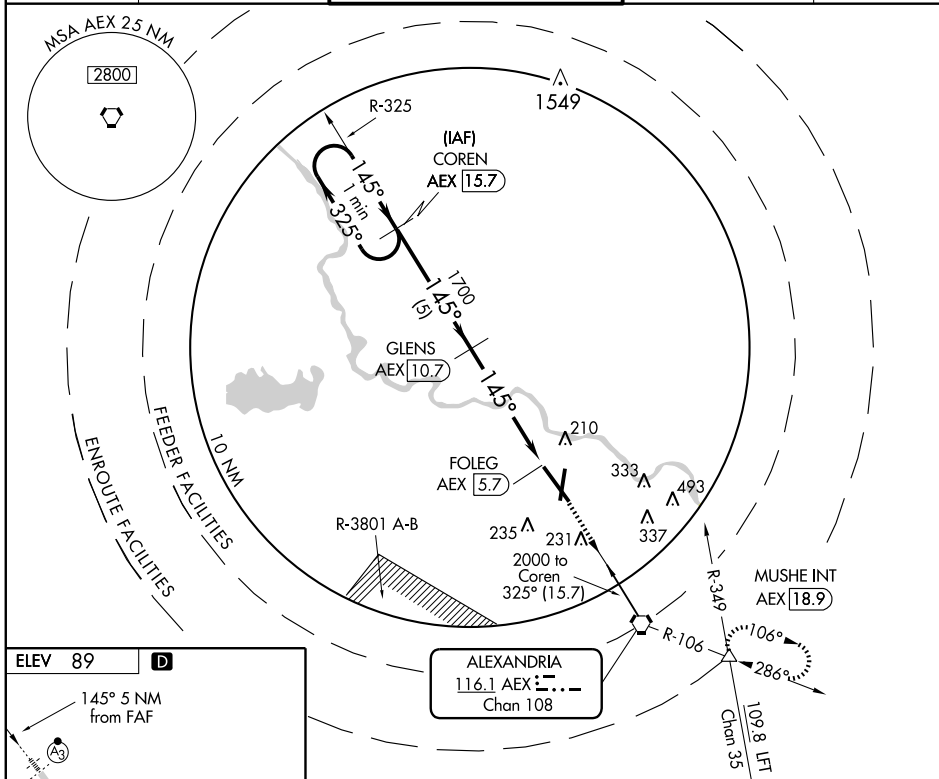 MSA AEX 25 NM
2800
1549
R-325
(IAF)
COREN
AEX 15.7
145°
1 min
325°
1700
145°
(5)
GLENS
AEX 10.7
145°
210
FOLEG
AEX 5.7
333
493
337
235
231
10 NM
FEEDER FACILITIES
ENROUTE FACILITIES
R-3801 A-B
2000 to
Coren
325° (15.7)
R-349
MUSHE INT
AEX 18.9
R-106
106°
286°
ALEXANDRIA
116.1 AEX
Chan 108
109.8 LFT
Chan 35
ELEV 89
D
145° 5 NM
from FAF
A3